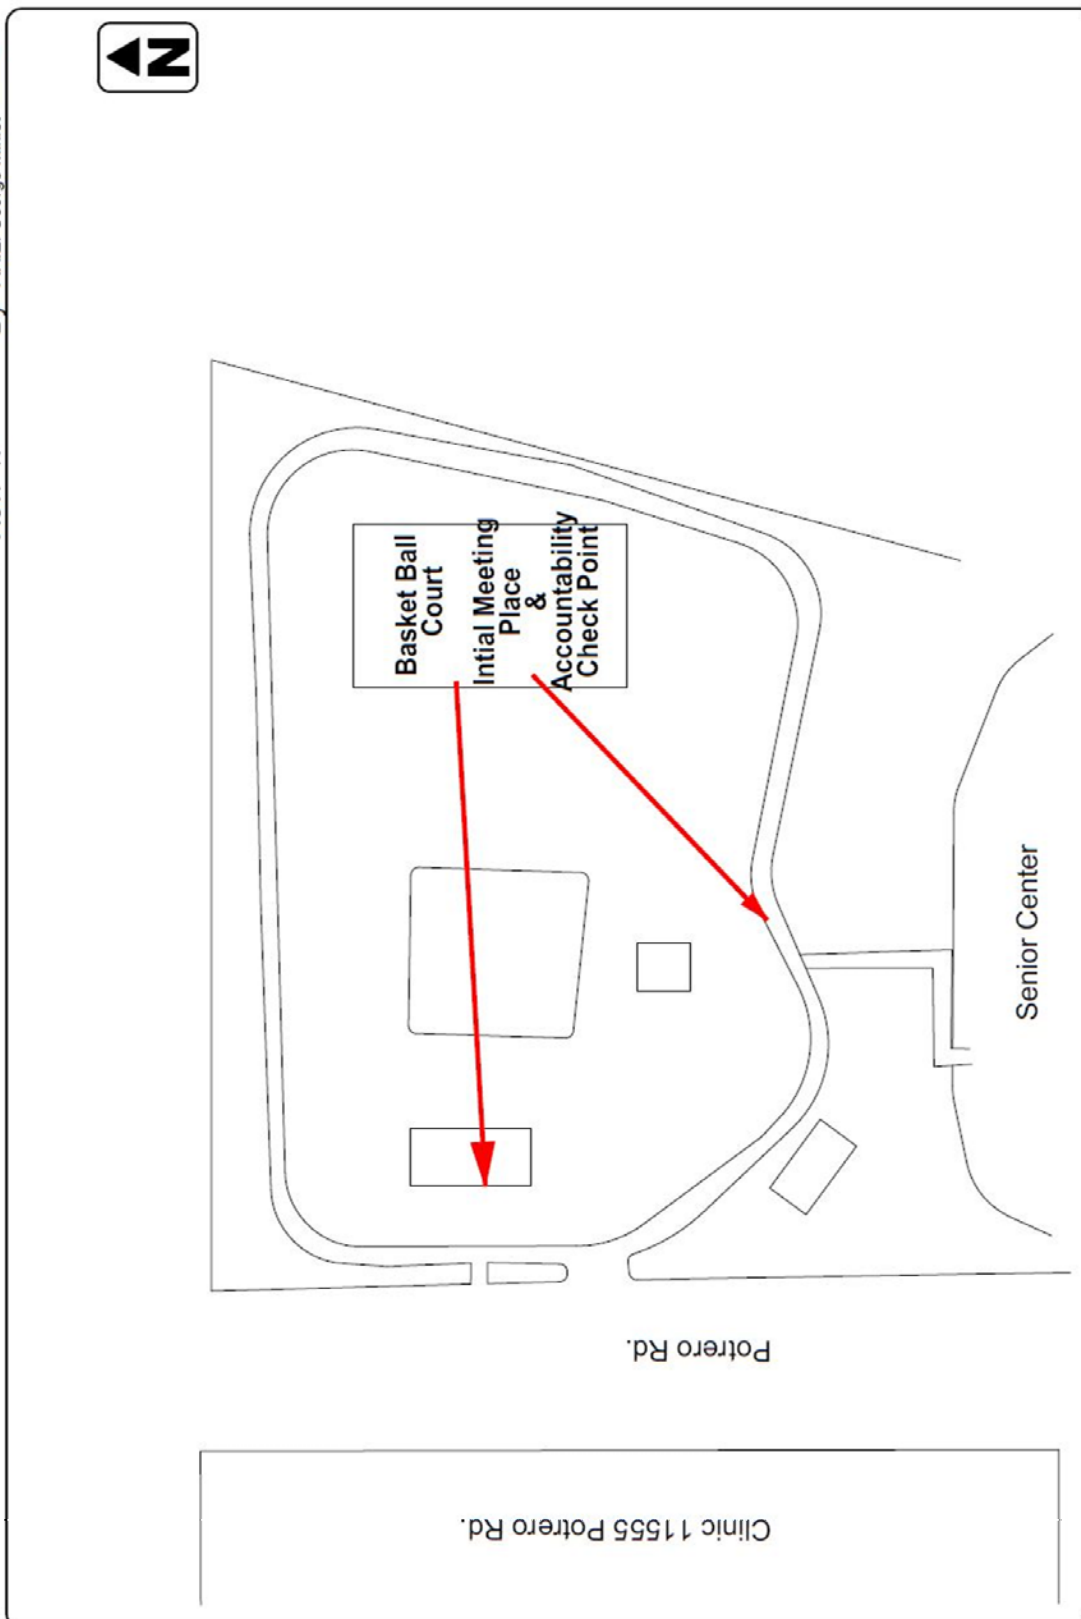 N
Basket Ball
Court
Intial Meeting
Place
&
Accountability
Check Point
Senior Center
Potrero Rd.
Clinic 11555 Potrero Rd.